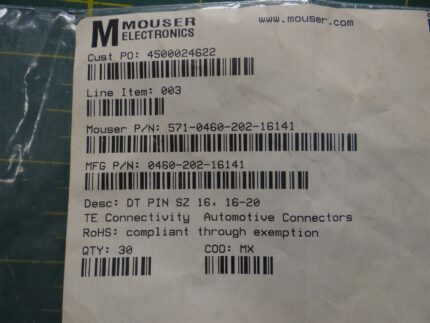 MOUSER
ELECTRONICS
www.mouser.com
Cust PO: 4500024622
Line Item: 003
Mouser P/N: 571-0460-202-16141
MFG P/N: 0460-202-16141
Desc: DT PIN SZ 16, 16-20
TE Connectivity Automotive Connectors
RoHS: compliant through exemption
QTY: 30 COO: MX